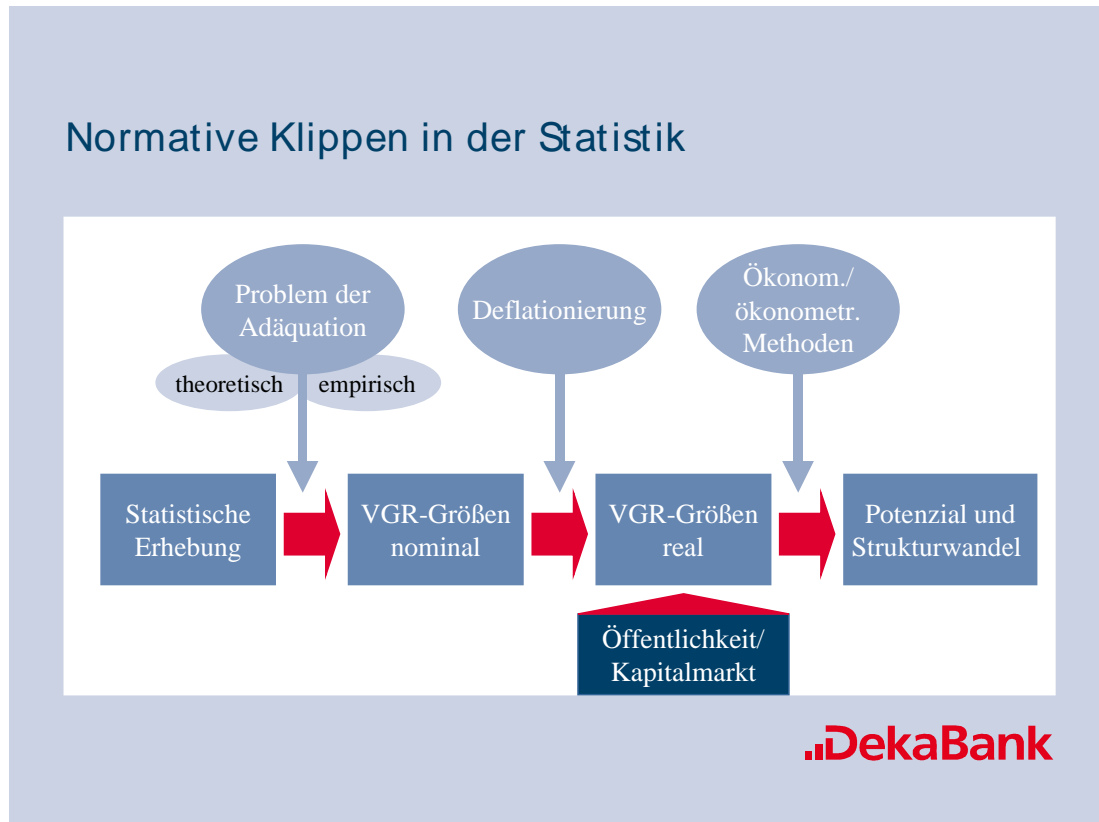 Normative Klippen in der Statistik
Problem der
Adäquation
theoretisch
empirisch
Deflationierung
Ökonom./
ökonometr.
Methoden
Statistische
Erhebung
VGR-Größen
nominal
VGR-Größen
real
Potenzial und
Strukturwandel
Öffentlichkeit/
Kapitalmarkt
DekaBank